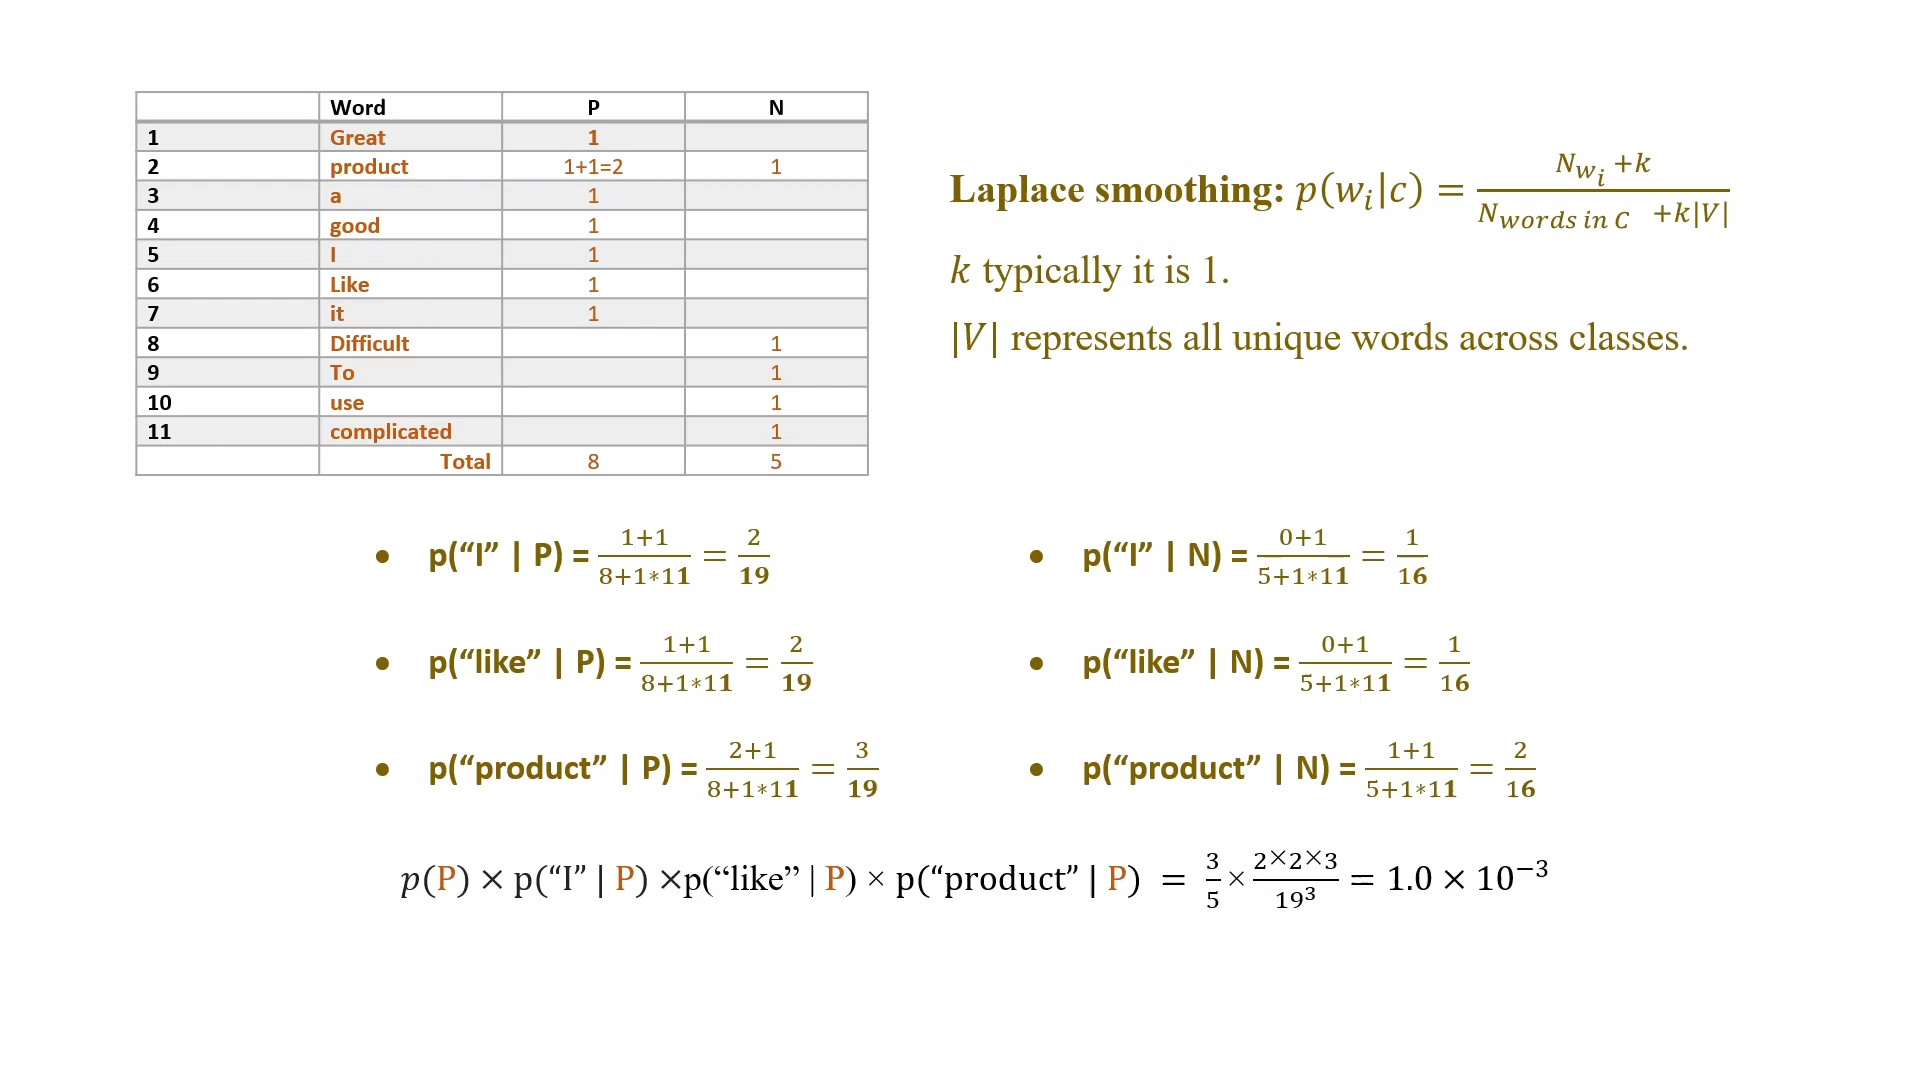 Word P N
1 Great 1
2 product 1+1=2 1
3 a 1
4 good 1
5 I 1
6 Like 1
7 it 1
8 Difficult 1
9 To 1
10 use 1
11 complicated 1
Total 8 5
Laplace smoothing: p(wᵢ|c) = (N_{wᵢ} +k) / (N_{words in C} +k|V|)
k typically it is 1.
|V| represents all unique words across classes.
• p(“I” | P) = (1+1)/(8+1*11) = 2/19
• p(“like” | P) = (1+1)/(8+1*11) = 2/19
• p(“product” | P) = (2+1)/(8+1*11) = 3/19
• p(“I” | N) = (0+1)/(5+1*11) = 1/16
• p(“like” | N) = (0+1)/(5+1*11) = 1/16
• p(“product” | N) = (1+1)/(5+1*11) = 2/16
p(P) × p(“I” | P) ×p(“like” | P) × p(“product” | P) = 3/5 × (2×2×3)/19³ = 1.0 × 10⁻³